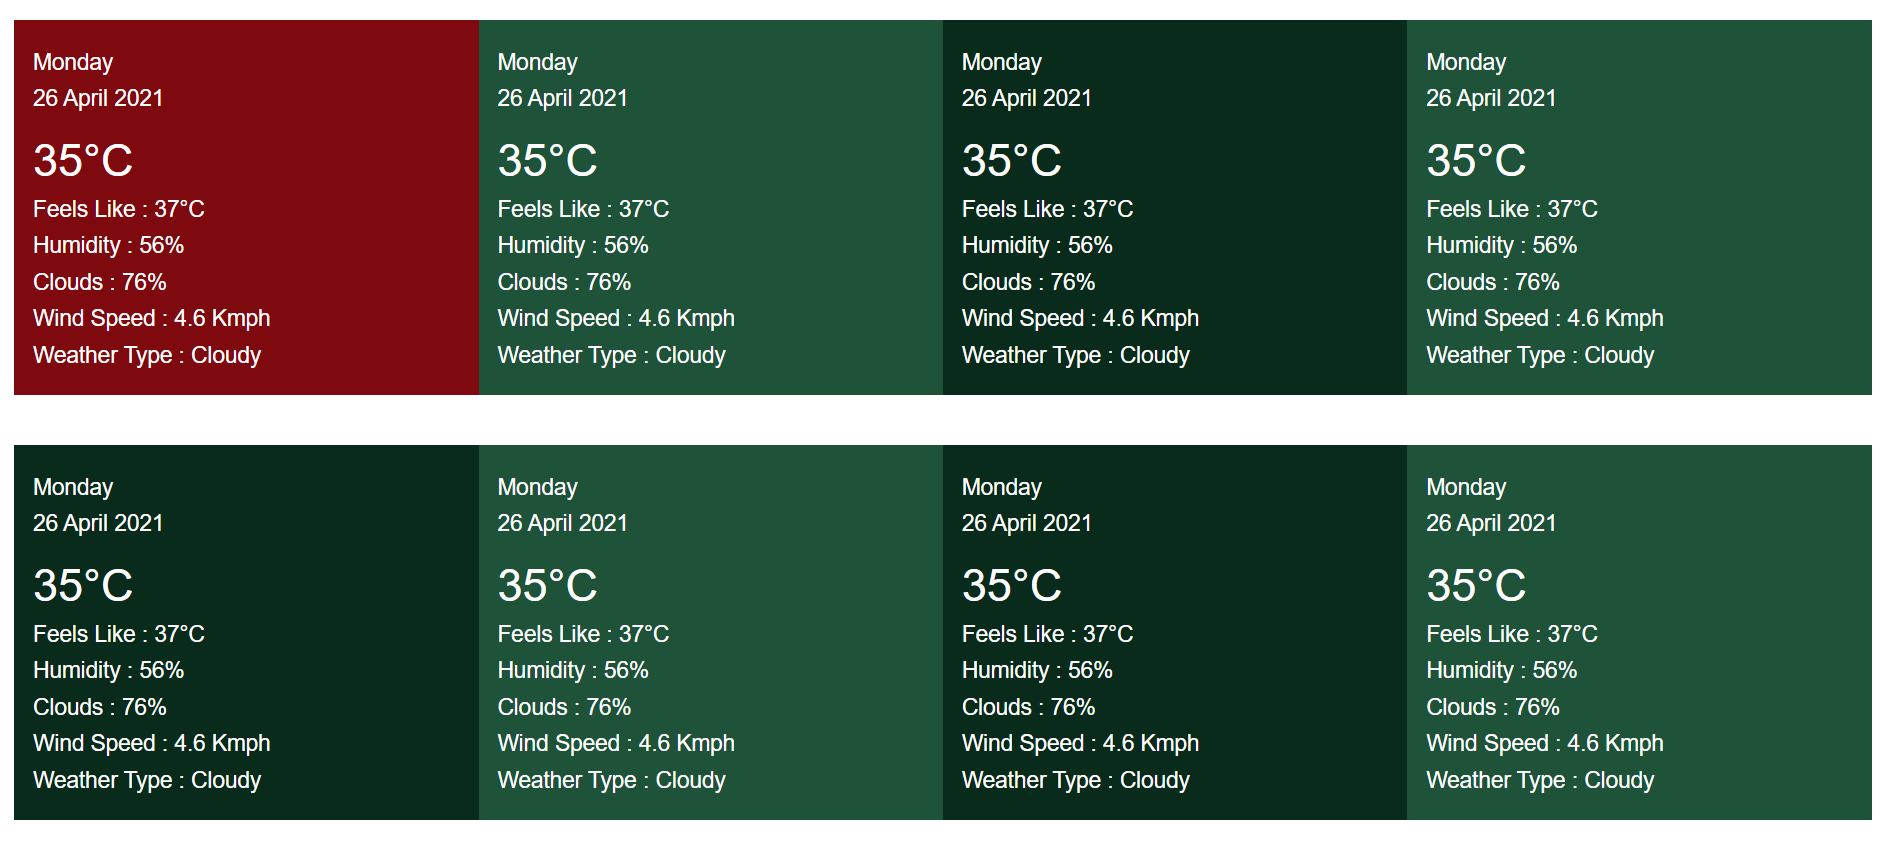 Monday
26 April 2021
35°C
Feels Like : 37°C
Humidity : 56%
Clouds : 76%
Wind Speed : 4.6 Kmph
Weather Type : Cloudy
Monday
26 April 2021
35°C
Feels Like : 37°C
Humidity : 56%
Clouds : 76%
Wind Speed : 4.6 Kmph
Weather Type : Cloudy
Monday
26 April 2021
35°C
Feels Like : 37°C
Humidity : 56%
Clouds : 76%
Wind Speed : 4.6 Kmph
Weather Type : Cloudy
Monday
26 April 2021
35°C
Feels Like : 37°C
Humidity : 56%
Clouds : 76%
Wind Speed : 4.6 Kmph
Weather Type : Cloudy
Monday
26 April 2021
35°C
Feels Like : 37°C
Humidity : 56%
Clouds : 76%
Wind Speed : 4.6 Kmph
Weather Type : Cloudy
Monday
26 April 2021
35°C
Feels Like : 37°C
Humidity : 56%
Clouds : 76%
Wind Speed : 4.6 Kmph
Weather Type : Cloudy
Monday
26 April 2021
35°C
Feels Like : 37°C
Humidity : 56%
Clouds : 76%
Wind Speed : 4.6 Kmph
Weather Type : Cloudy
Monday
26 April 2021
35°C
Feels Like : 37°C
Humidity : 56%
Clouds : 76%
Wind Speed : 4.6 Kmph
Weather Type : Cloudy